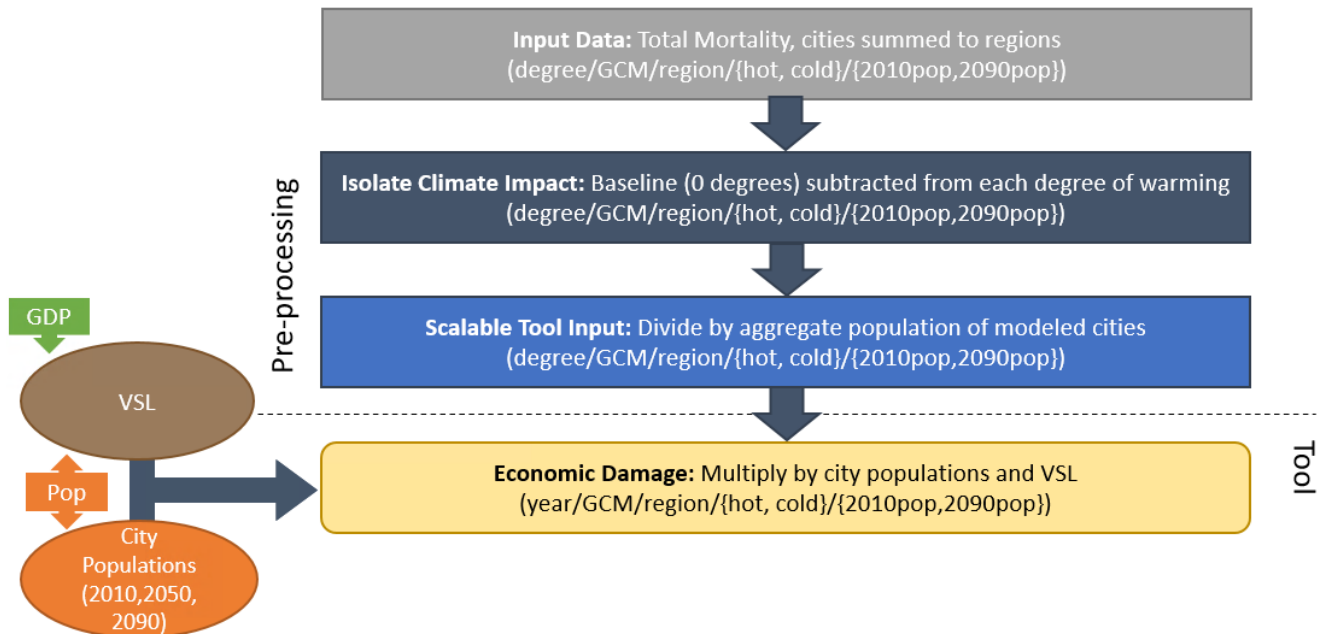 Input Data: Total Mortality, cities summed to regions
(degree/GCM/region/{hot, cold}/{2010pop,2090pop})
Pre-processing
Isolate Climate Impact: Baseline (0 degrees) subtracted from each degree of warming
(degree/GCM/region/{hot, cold}/{2010pop,2090pop})
Scalable Tool Input: Divide by aggregate population of modeled cities
(degree/GCM/region/{hot, cold}/{2010pop,2090pop})
GDP
VSL
Pop
City
Populations
(2010,2050,
2090)
Economic Damage: Multiply by city populations and VSL
(year/GCM/region/{hot, cold}/{2010pop,2090pop})
Tool